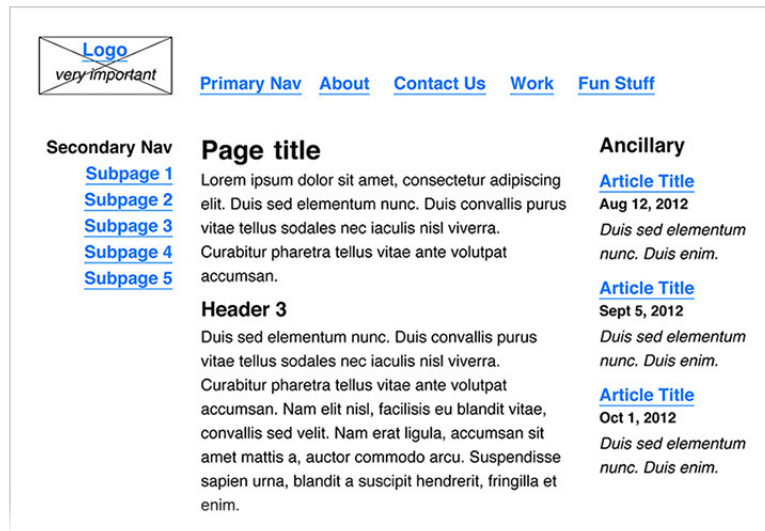 Logo
very important
Primary Nav About Contact Us Work Fun Stuff
Secondary Nav
Subpage 1
Subpage 2
Subpage 3
Subpage 4
Subpage 5
Page title
Lorem ipsum dolor sit amet, consectetur adipiscing
elit. Duis sed elementum nunc. Duis convallis purus
vitae tellus sodales nec iaculis nisl viverra.
Curabitur pharetra tellus vitae ante volutpat
accumsan.
Header 3
Duis sed elementum nunc. Duis convallis purus
vitae tellus sodales nec iaculis nisl viverra.
Curabitur pharetra tellus vitae ante volutpat
accumsan. Nam elit nisl, facilisis eu blandit vitae,
convallis sed velit. Nam erat ligula, accumsan sit
amet mattis a, auctor commodo arcu. Suspendisse
sapien urna, blandit a suscipit hendrerit, fringilla et
enim.
Ancillary
Article Title
Aug 12, 2012
Duis sed elementum
nunc. Duis enim.
Article Title
Sept 5, 2012
Duis sed elementum
nunc. Duis enim.
Article Title
Oct 1, 2012
Duis sed elementum
nunc. Duis enim.